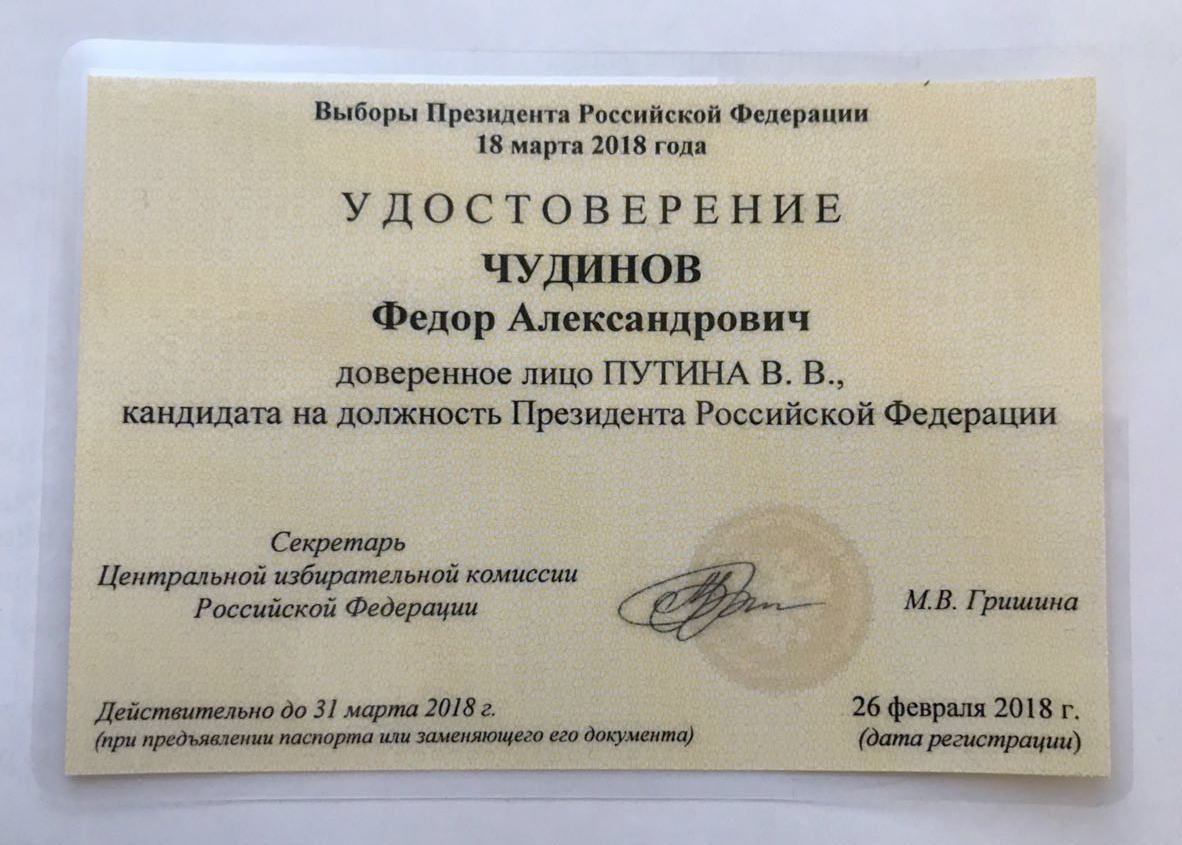 Выборы Президента Российской Федерации
18 марта 2018 года
УДОСТОВЕРЕНИЕ
ЧУДИНОВ
Федор Александрович
доверенное лицо ПУТИНА В. В.,
кандидата на должность Президента Российской Федерации
Секретарь
Центральной избирательной комиссии
Российской Федерации
М.В. Гришина
Действительно до 31 марта 2018 г.
(при предъявлении паспорта или заменяющего его документа)
26 февраля 2018 г.
(дата регистрации)